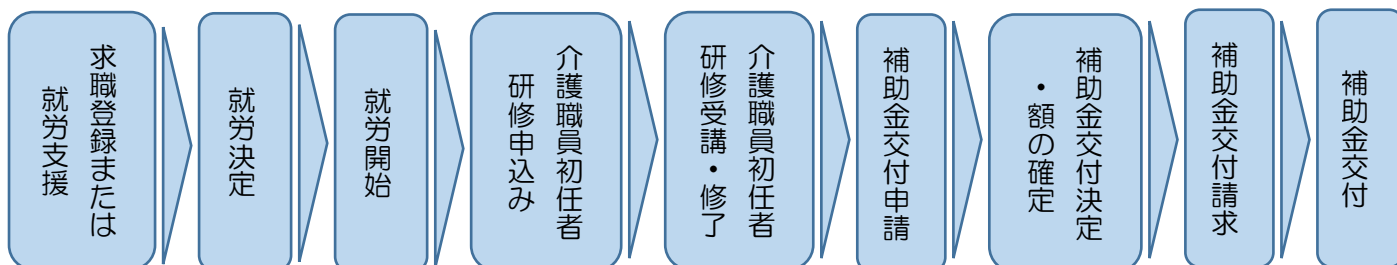 求職登録または
就労支援
就労決定
就労開始
介護職員初任者
研修申込み
介護職員初任者
研修受講・修了
補助金交付申請
補助金交付決定
・額の確定
補助金交付請求
補助金交付